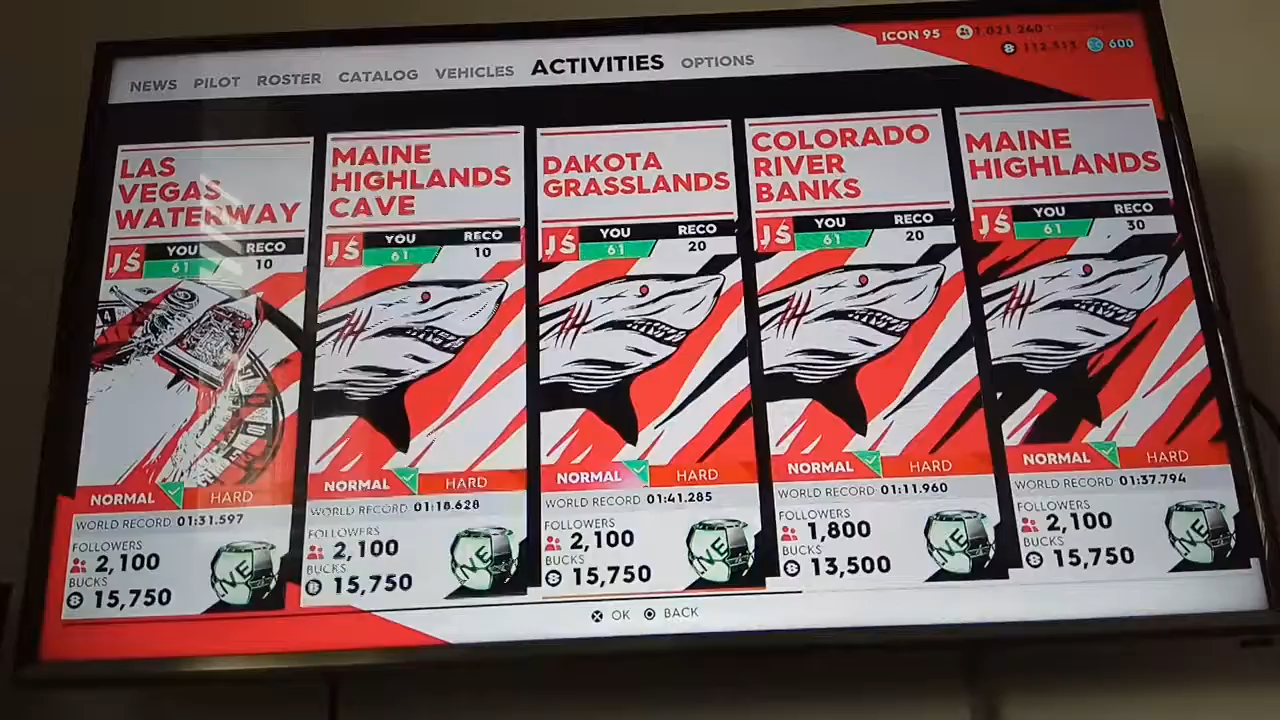 NEWS PILOT ROSTER CATALOG VEHICLES ACTIVITIES OPTIONS
ICON 95
600
LAS
VEGAS
WATERWAY
JS YOU RECO
61 10
NORMAL HARD
WORLD RECORD 01:31.597
FOLLOWERS
2,100
BUCKS
15,750
MAINE
HIGHLANDS
CAVE
JS YOU RECO
61 10
NORMAL HARD
WORLD RECORD 01:18.628
FOLLOWERS
2,100
BUCKS
15,750
DAKOTA
GRASSLANDS
JS YOU RECO
61 20
NORMAL HARD
WORLD RECORD 01:41.285
FOLLOWERS
2,100
BUCKS
15,750
COLORADO
RIVER
BANKS
JS YOU RECO
61 20
NORMAL HARD
WORLD RECORD 01:11.960
FOLLOWERS
1,800
BUCKS
13,500
MAINE
HIGHLANDS
JS YOU RECO
61 30
NORMAL HARD
WORLD RECORD 01:37.794
FOLLOWERS
2,100
BUCKS
15,750
OK BACK